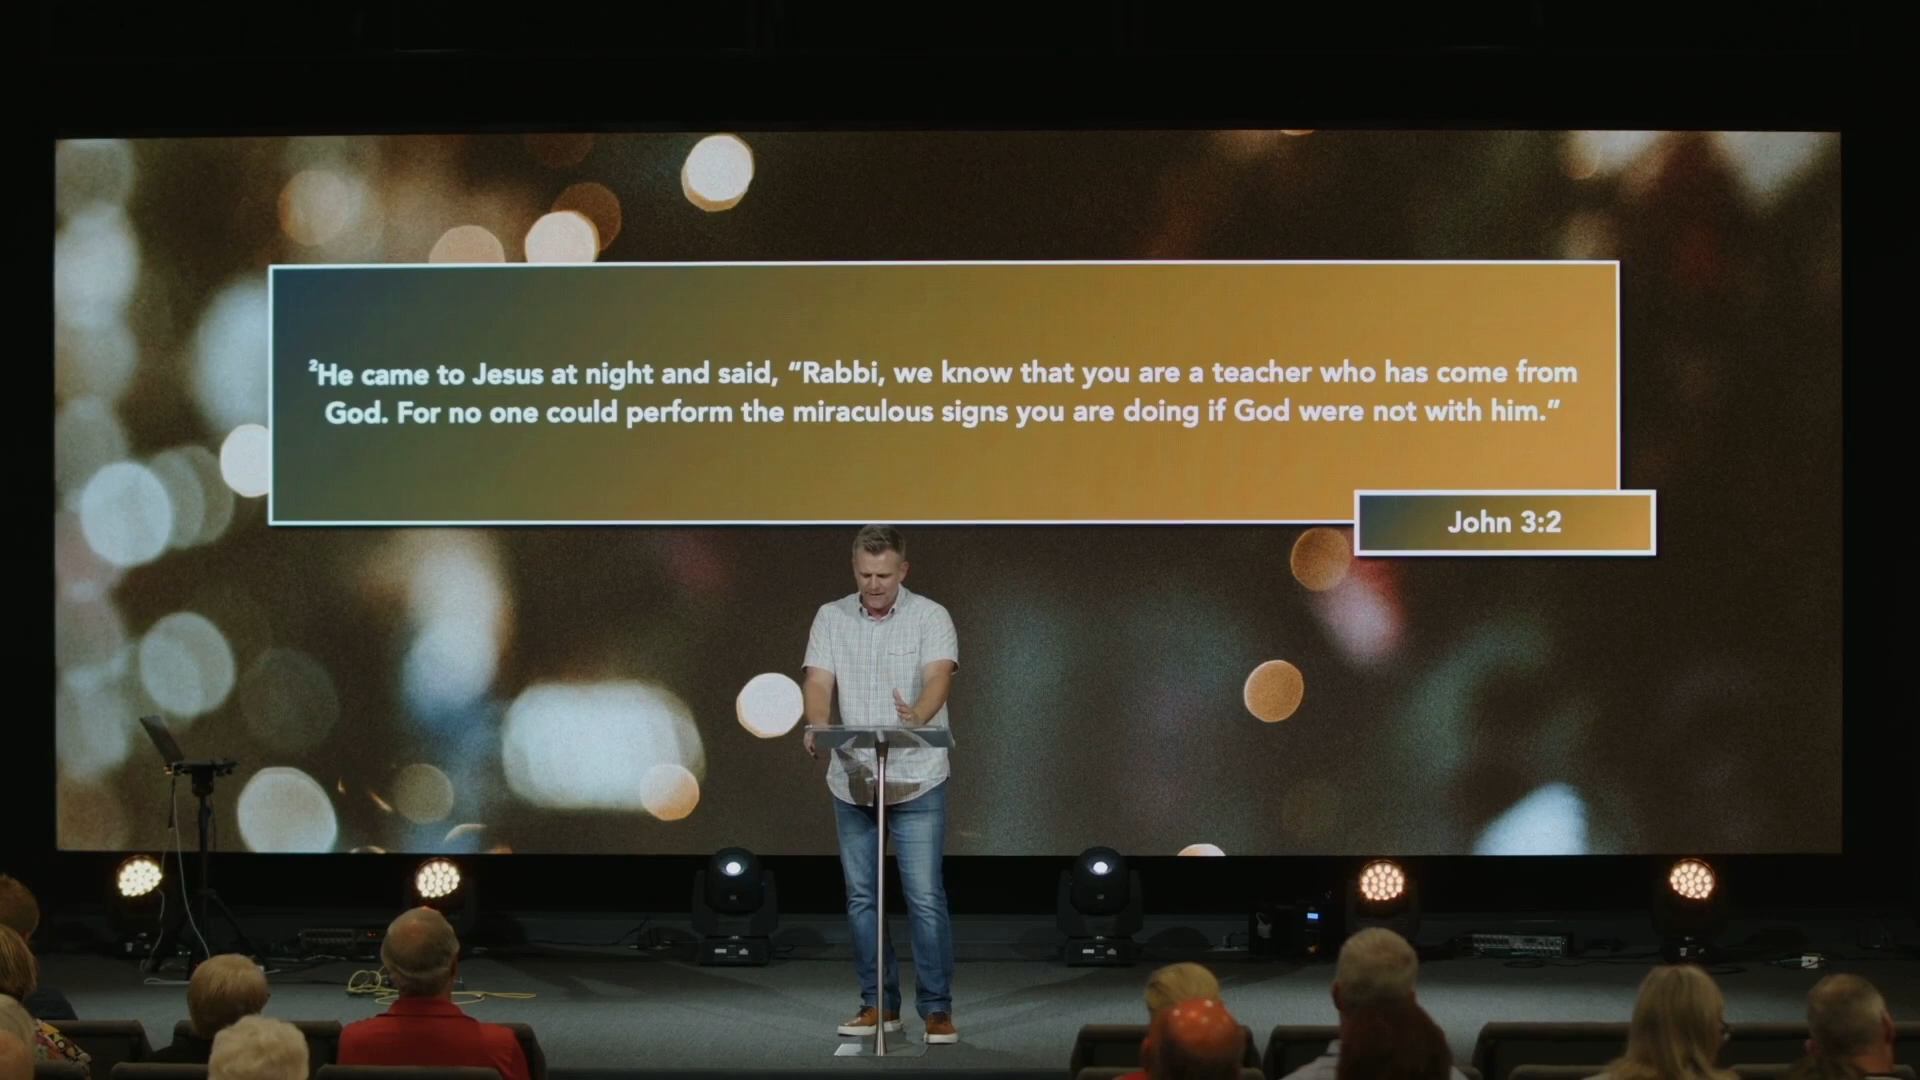 ²He came to Jesus at night and said, “Rabbi, we know that you are a teacher who has come from
God. For no one could perform the miraculous signs you are doing if God were not with him.”
John 3:2